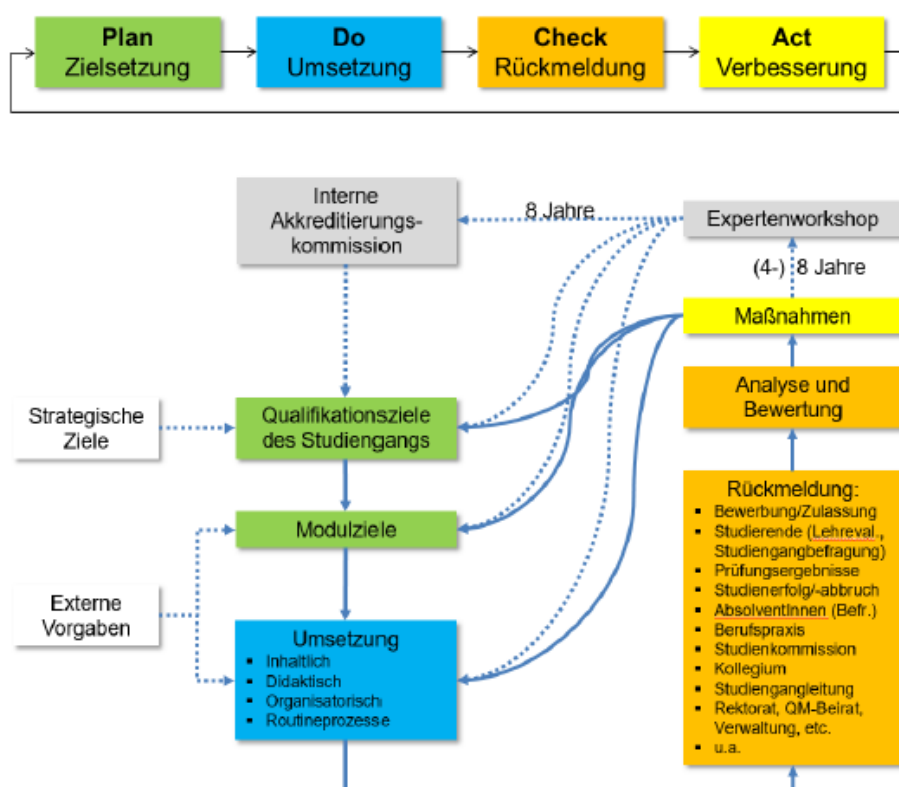 Plan
Zielsetzung
Do
Umsetzung
Check
Rückmeldung
Act
Verbesserung
Interne
Akkreditierungs-
kommission
8 Jahre
Expertenworkshop
(4-) 8 Jahre
Maßnahmen
Analyse und
Bewertung
Strategische
Ziele
Qualifikationsziele
des Studiengangs
Modulziele
Externe
Vorgaben
Umsetzung
▪ Inhaltlich
▪ Didaktisch
▪ Organisatorisch
▪ Routineprozesse
Rückmeldung:
▪ Bewerbung/Zulassung
▪ Studierende (Lehreval.,
Studiengangbefragung)
▪ Prüfungsergebnisse
▪ Studienerfolg/-abbruch
▪ AbsolventInnen (Befr.)
▪ Berufspraxis
▪ Studienkommission
▪ Kollegium
▪ Studiengangleitung
▪ Rektorat, QM-Beirat,
Verwaltung, etc.
▪ u.a.